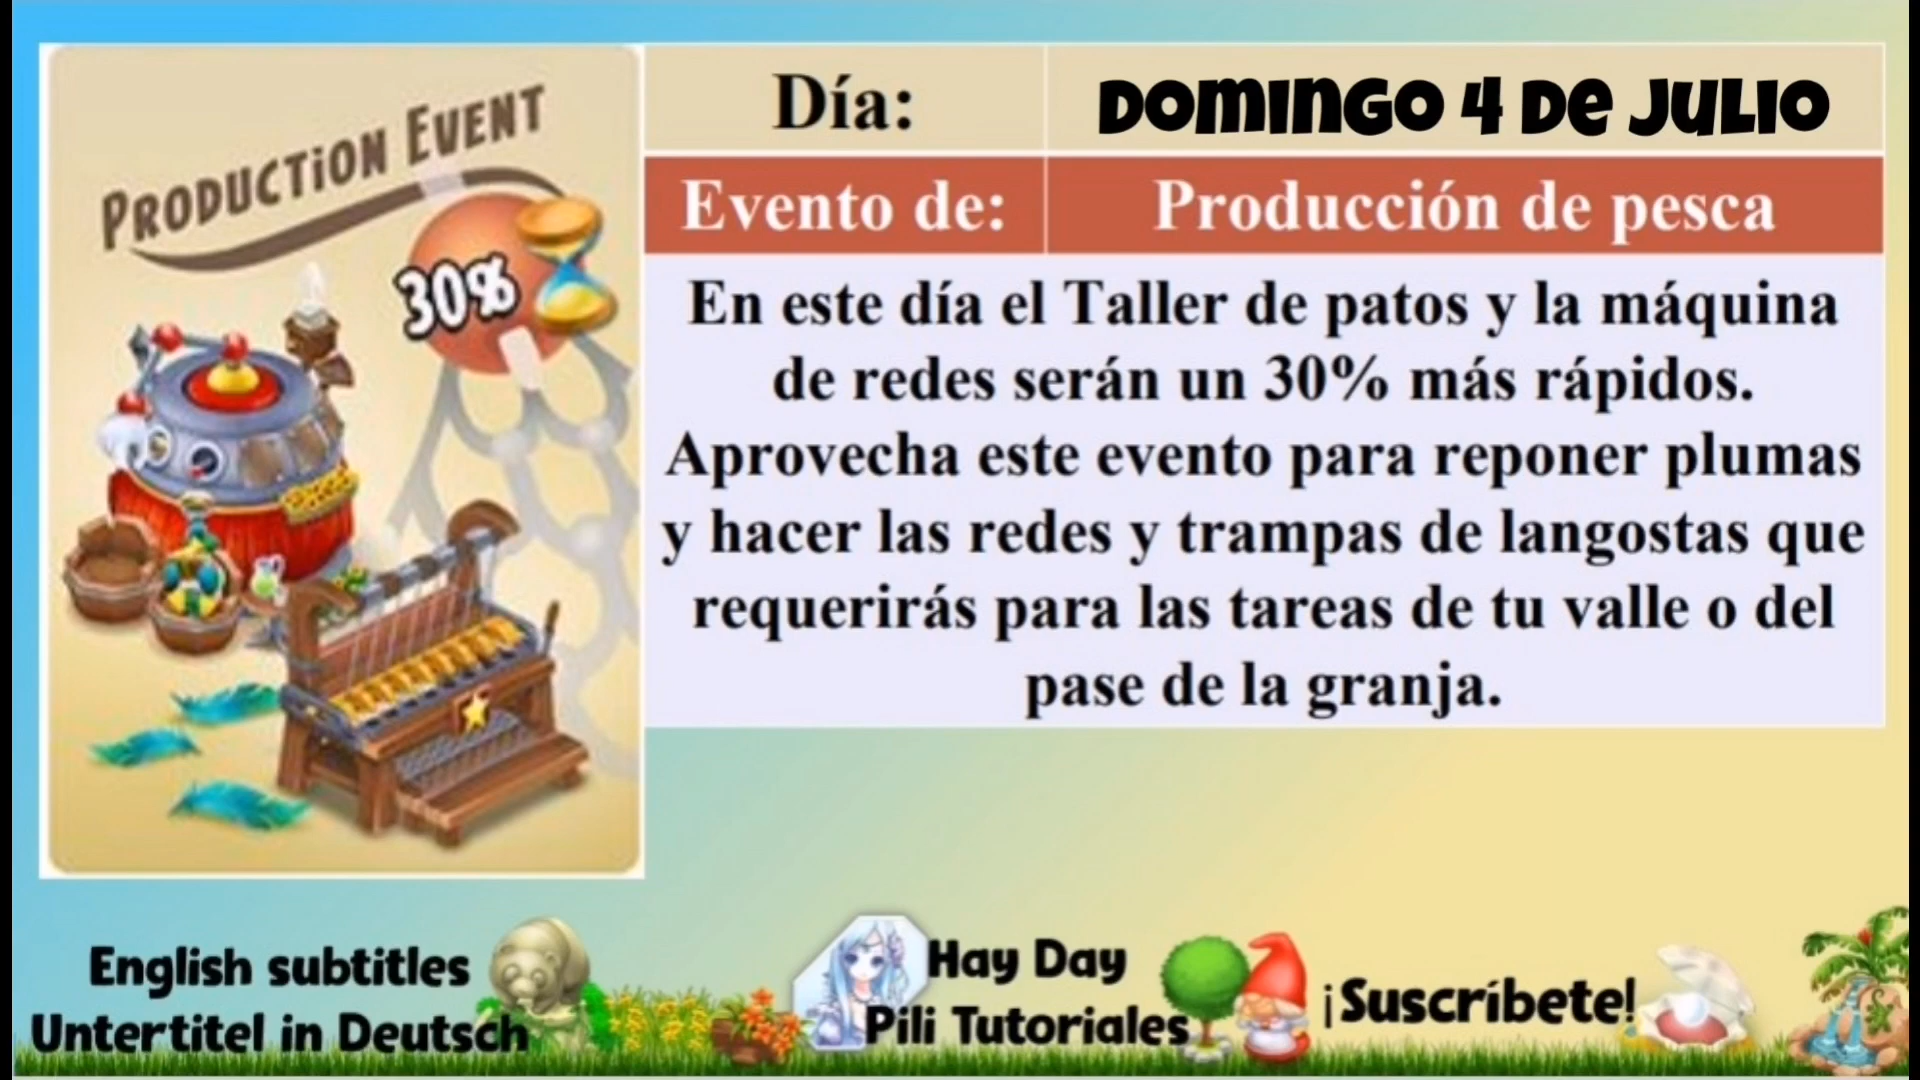 PRODUCTION EVENT
30%
Día:
DOMINGO 4 DE JULIO
Evento de:
Producción de pesca
En este día el Taller de patos y la máquina
de redes serán un 30% más rápidos.
Aprovecha este evento para reponer plumas
y hacer las redes y trampas de langostas que
requerirás para las tareas de tu valle o del
pase de la granja.
English subtitles
Untertitel in Deutsch
Hay Day
Pili Tutoriales
¡Suscríbete!